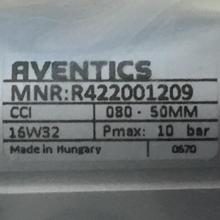 AVENTICS
MNR:R422001209
CCI 080 - 50MM
16W32 Pmax: 10 bar
Made in Hungary 0670